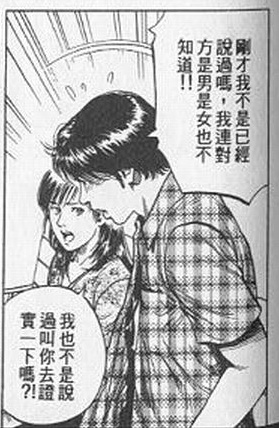 剛才我不是已經
說過嗎，我連對
方是男是女也不
知道!!
我也不是說
過叫你去證
實一下嗎?!